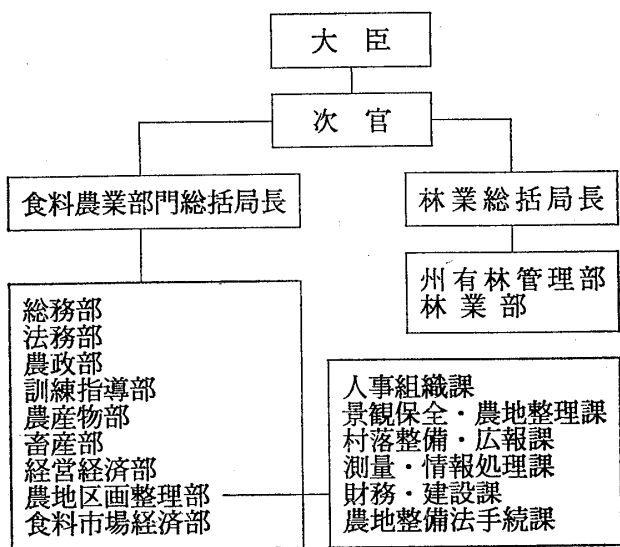 大臣
次官
食料農業部門総括局長
林業総括局長
州有林管理部
林業部
総務部
法務部
農政部
訓練指導部
農産物部
畜産部
経営経済部
農地区画整理部
食料市場経済部
人事組織課
景観保全・農地整理課
村落整備・広報課
測量・情報処理課
財務・建設課
農地整備法手続課